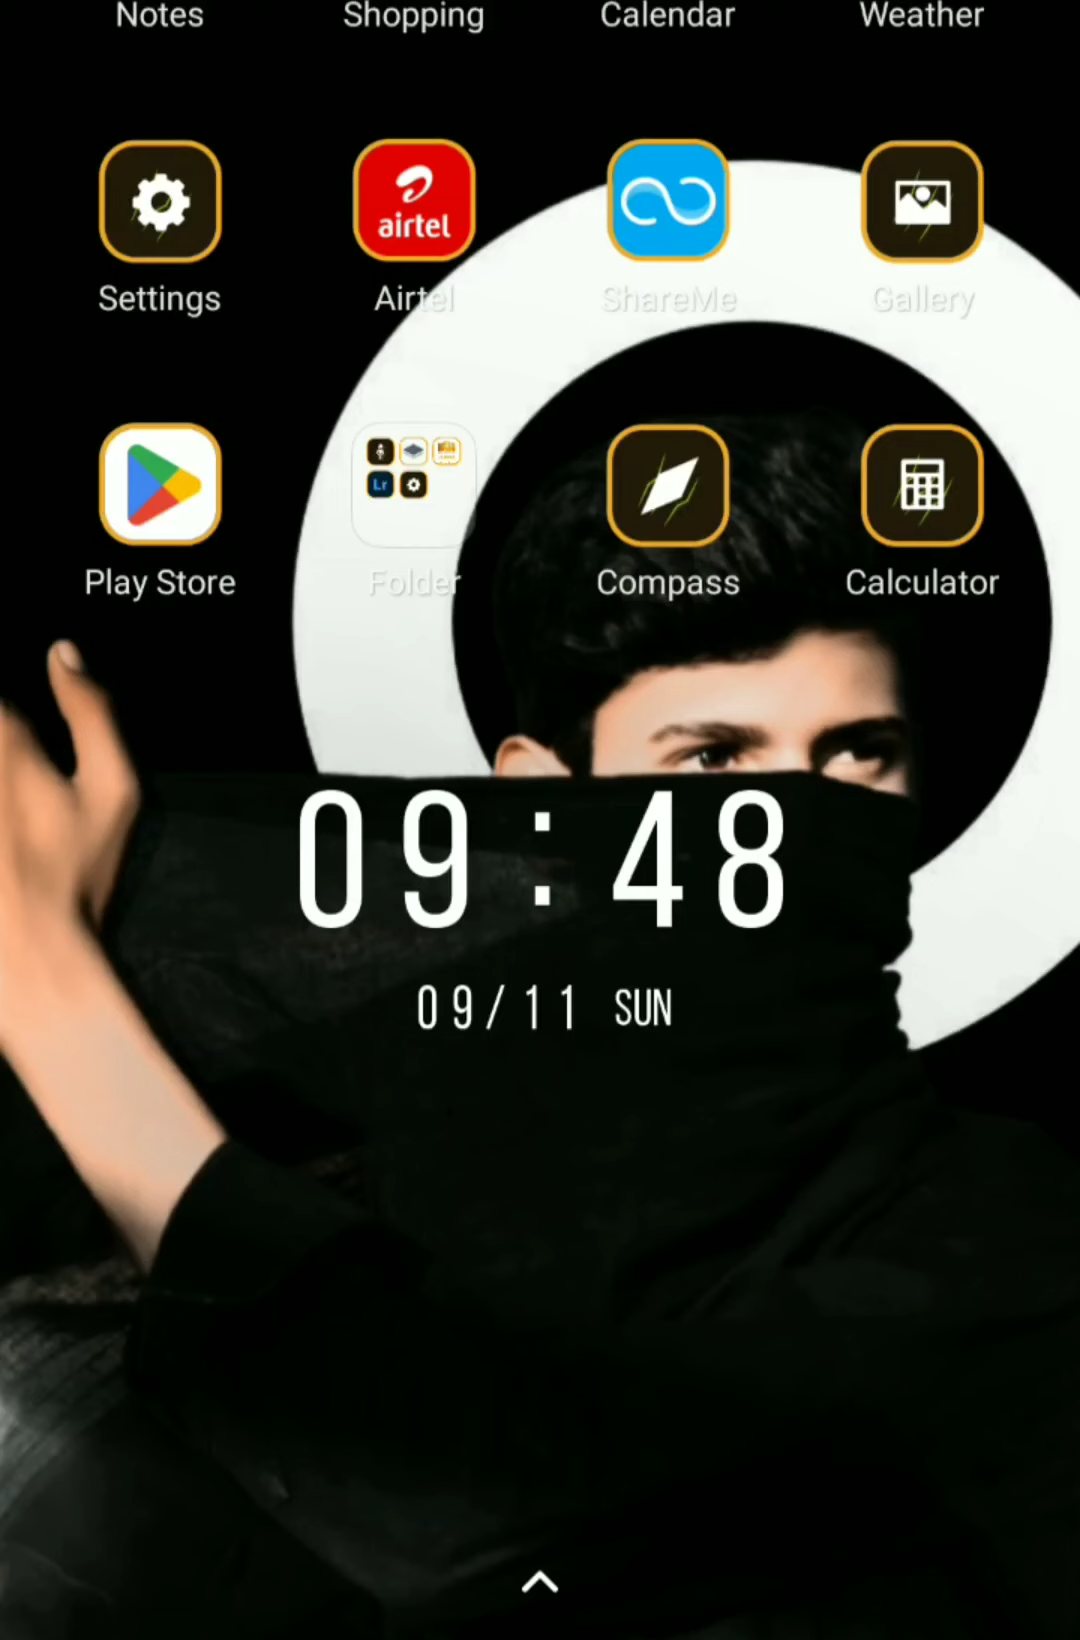 Notes Shopping Calendar Weather
airtel
Settings Airtel ShareMe Gallery
Lr
Play Store Folder Compass Calculator
09:48
09/11 SUN